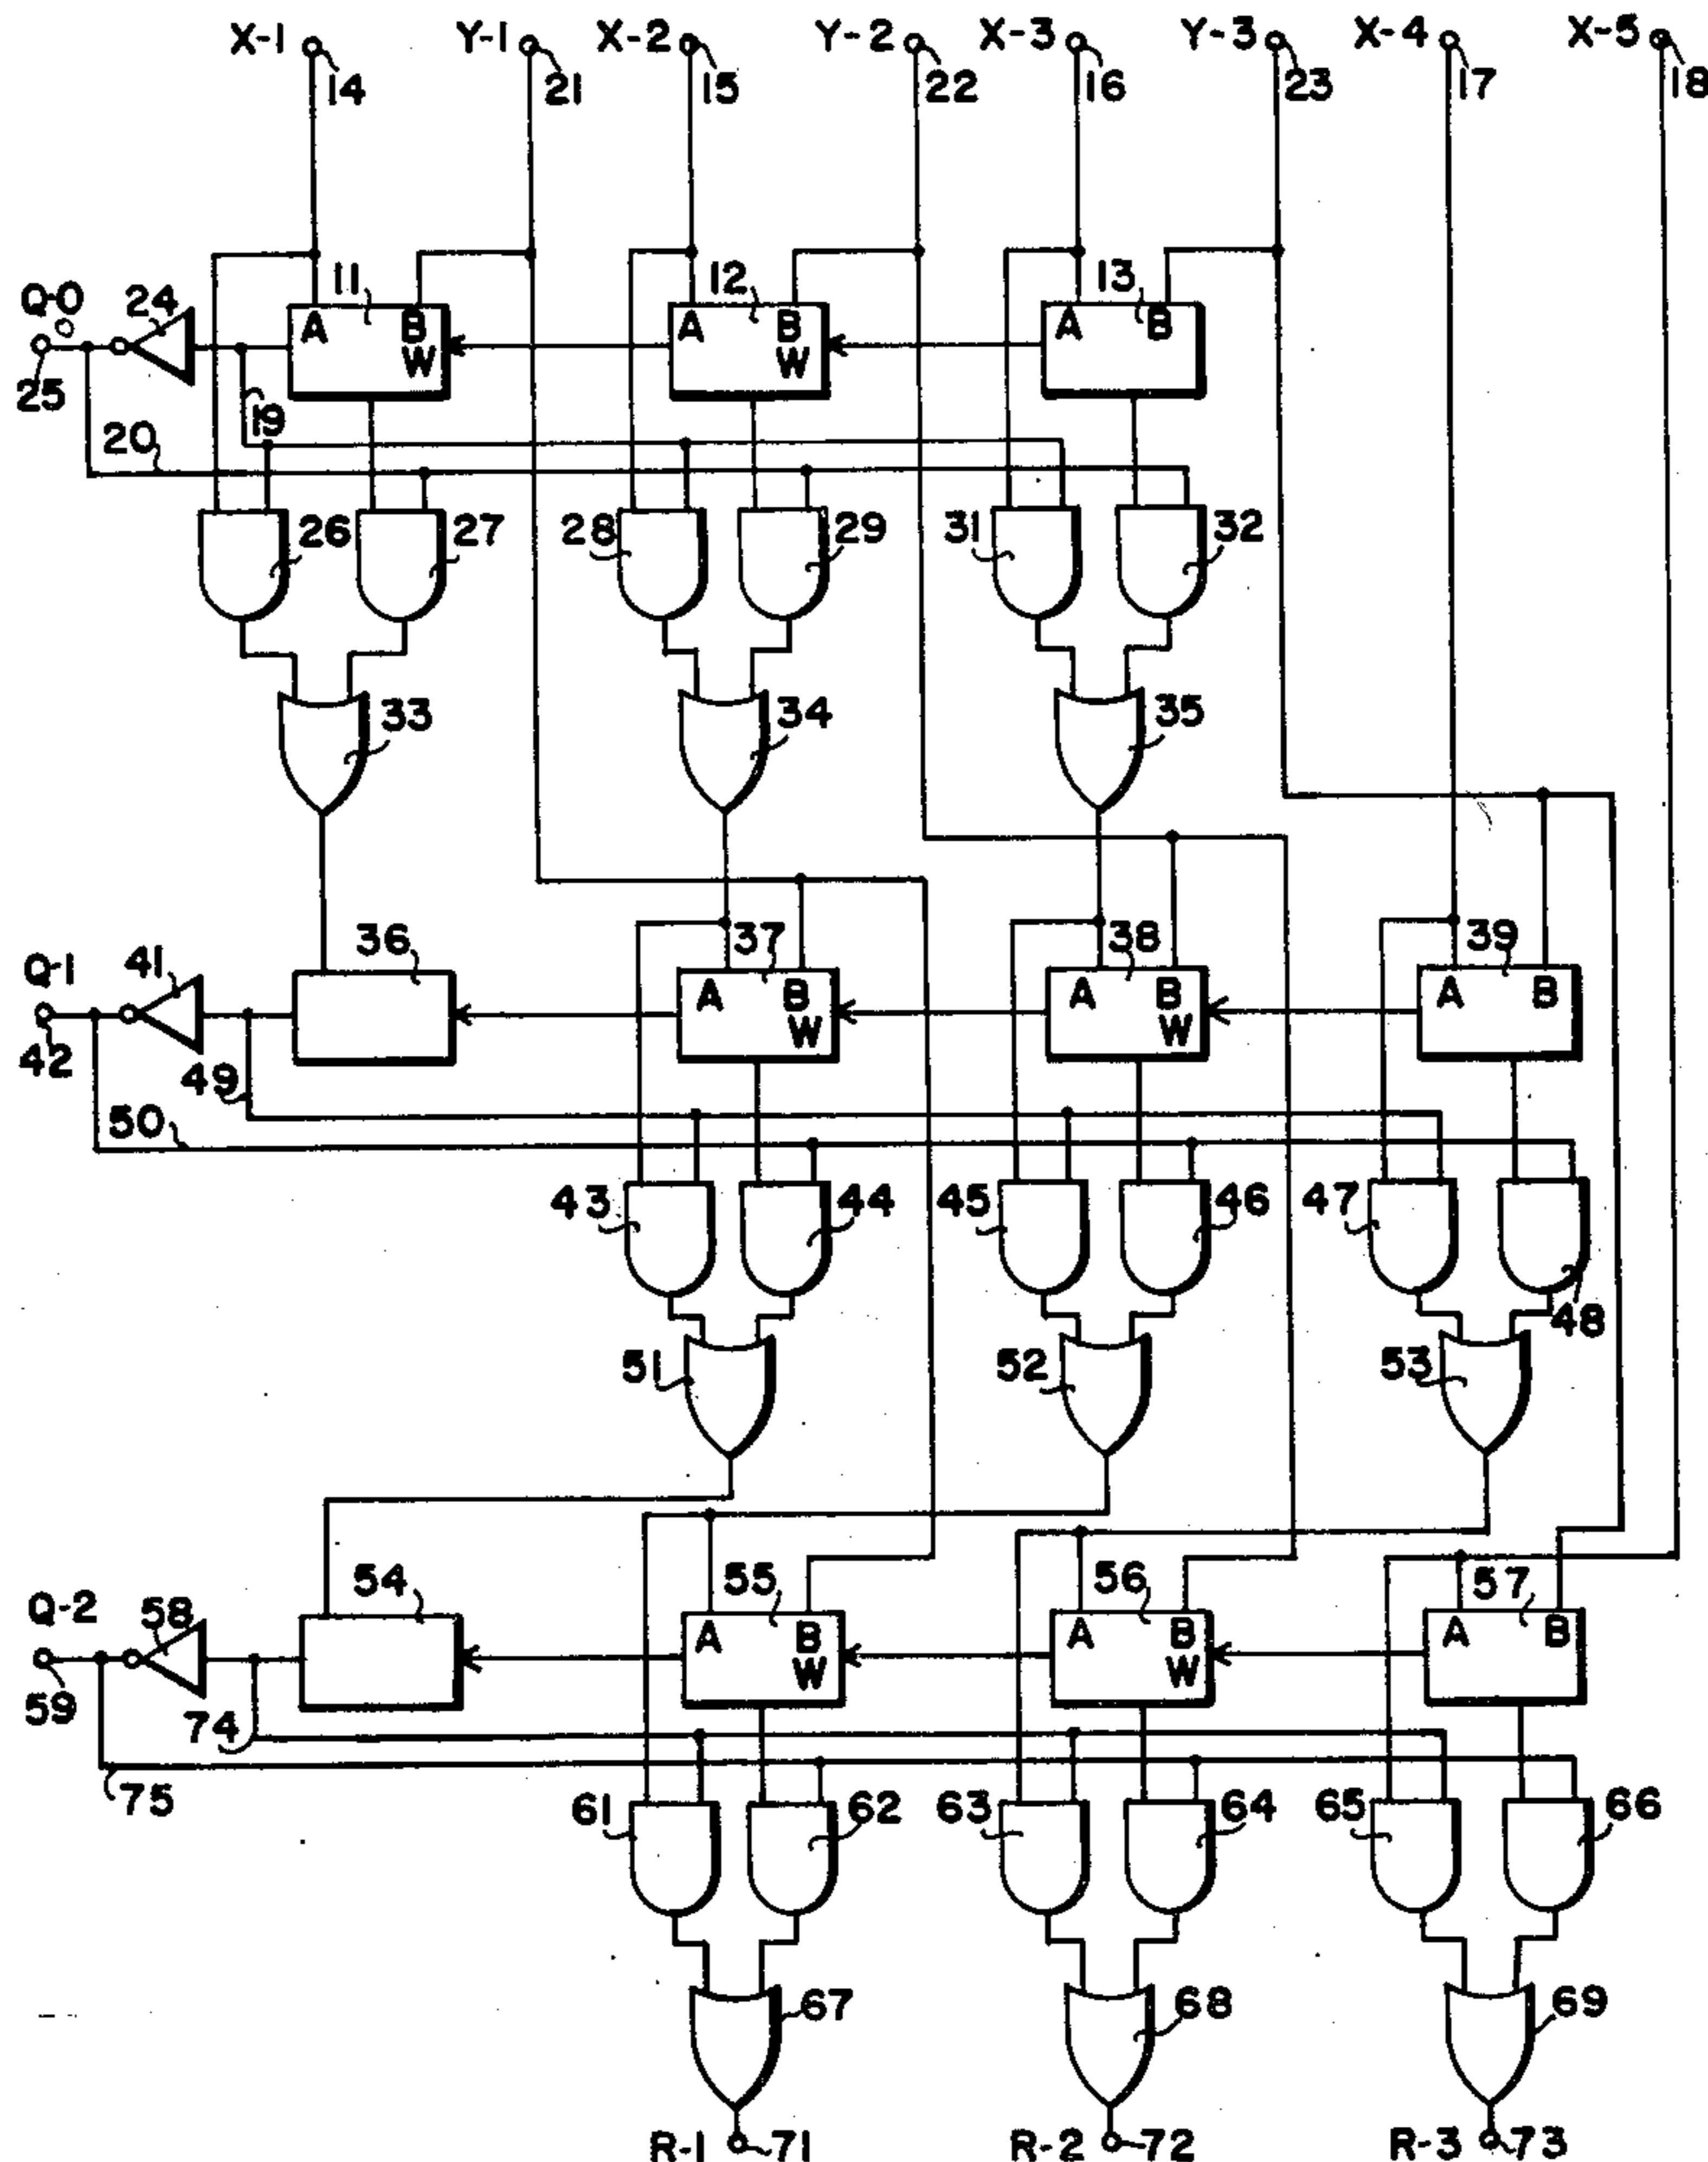 X-1 Y-1 X-2 Y-2 X-3 Y-3 X-4 X-5
14 21 15 22 16 23 17 18
11 12 13
Q-0 24
A B A B A B
W W
25 19
20
26 27 28 29 31 32
33 34 35
36 37 38 39
Q-1 41
A B A B A B
W W
42 49
50
43 44 45 46 47 48
51 52 53
54 55 56 57
Q-2 58
A B A B A B
W W
59 74
75
61 62 63 64 65 66
67 68 69
R-1 71 R-2 72 R-3 73